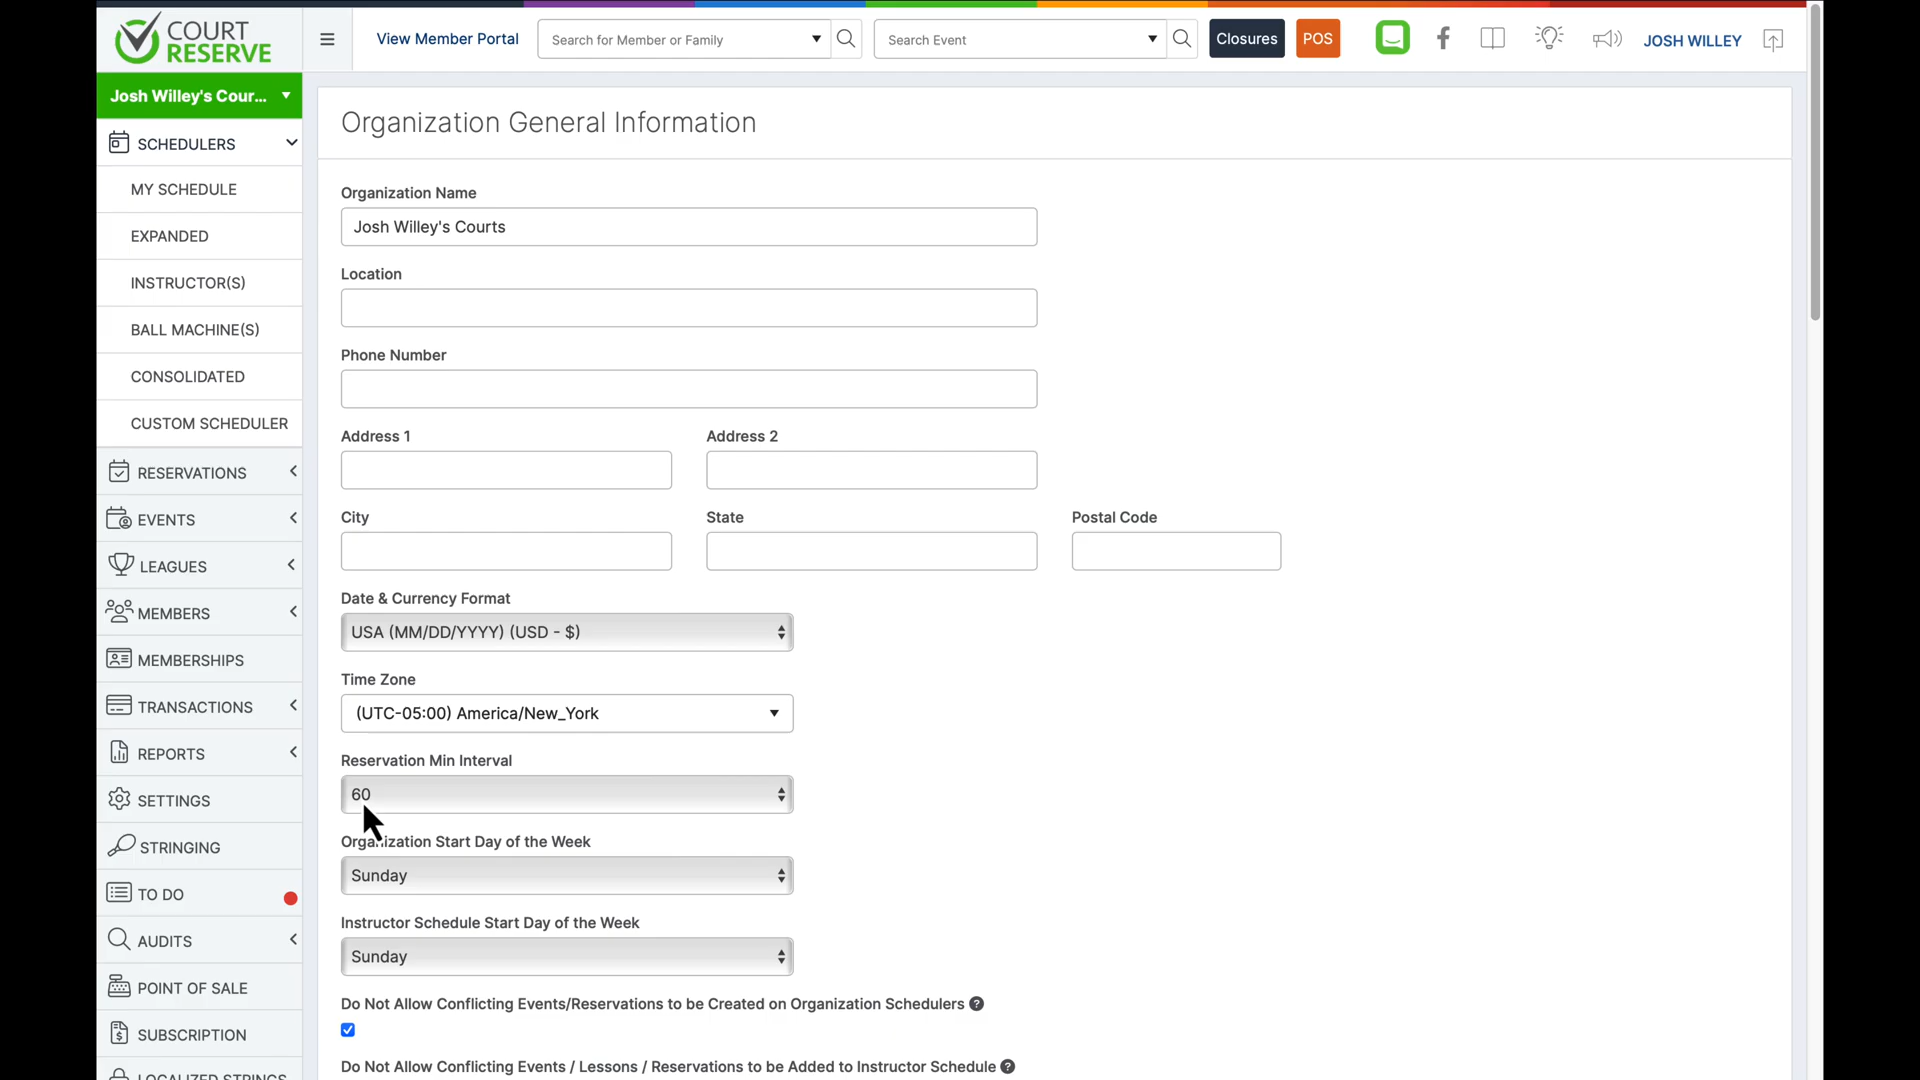 COURT
RESERVE
View Member Portal
Search for Member or Family
Search Event
Closures
POS
JOSH WILLEY
Josh Willey's Cour...
SCHEDULERS
MY SCHEDULE
EXPANDED
INSTRUCTOR(S)
BALL MACHINE(S)
CONSOLIDATED
CUSTOM SCHEDULER
RESERVATIONS
EVENTS
LEAGUES
MEMBERS
MEMBERSHIPS
TRANSACTIONS
REPORTS
SETTINGS
STRINGING
TO DO
AUDITS
POINT OF SALE
SUBSCRIPTION
LOCALIZED STRINGS
Organization General Information
Organization Name
Josh Willey's Courts
Location
Phone Number
Address 1
Address 2
City
State
Postal Code
Date & Currency Format
USA (MM/DD/YYYY) (USD - $)
Time Zone
(UTC-05:00) America/New_York
Reservation Min Interval
60
Organization Start Day of the Week
Sunday
Instructor Schedule Start Day of the Week
Sunday
Do Not Allow Conflicting Events/Reservations to be Created on Organization Schedulers ?
Do Not Allow Conflicting Events / Lessons / Reservations to be Added to Instructor Schedule ?